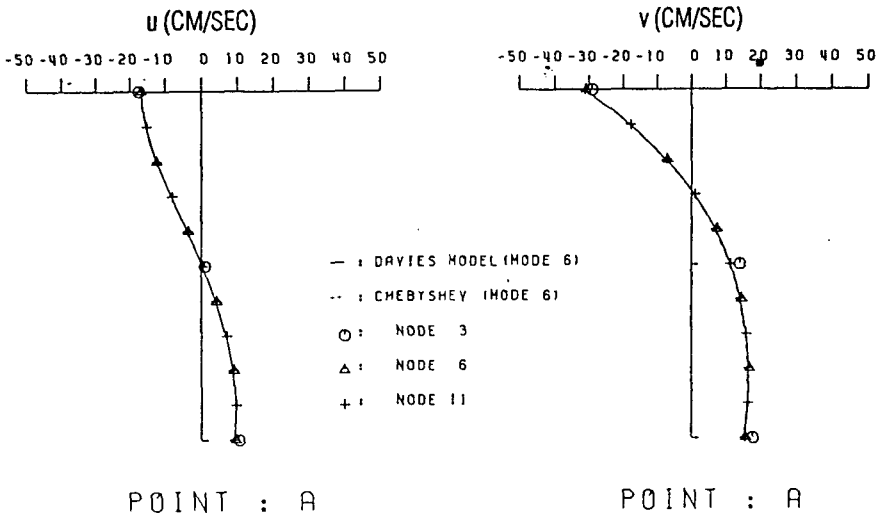 u (CM/SEC)
-50 -40 -30 -20 -10 0 10 20 30 40 50
v (CM/SEC)
-50 -40 -30 -20 -10 0 10 20 30 40 50
— : DAVIES MODEL (MODE 6)
-- : CHEBYSHEV (MODE 6)
: NODE 3
: NODE 6
+ : NODE 11
POINT : A
POINT : A